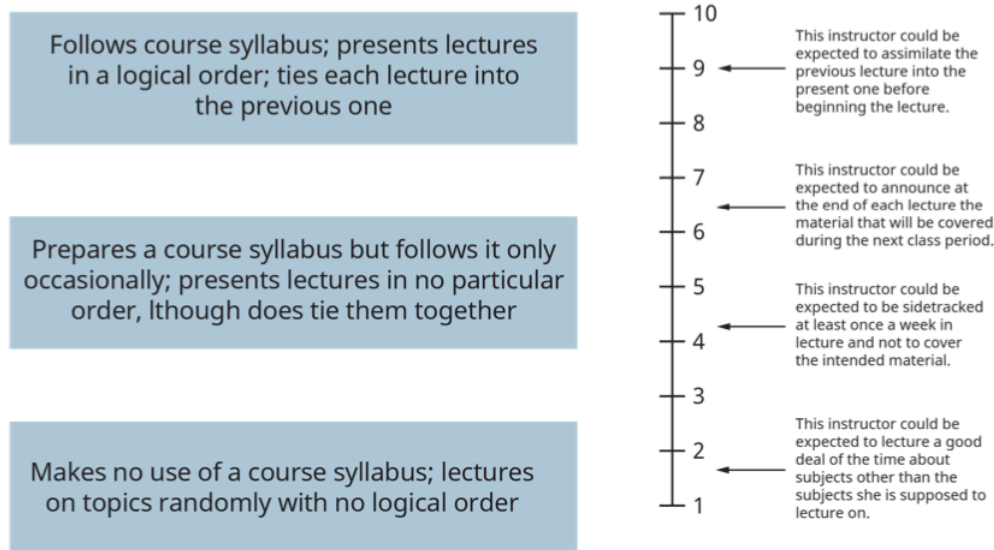 Follows course syllabus; presents lectures
in a logical order; ties each lecture into
the previous one
Prepares a course syllabus but follows it only
occasionally; presents lectures in no particular
order, lthough does tie them together
Makes no use of a course syllabus; lectures
on topics randomly with no logical order
10
9
8
7
6
5
4
3
2
1
This instructor could be
expected to assimilate the
previous lecture into the
present one before
beginning the lecture.
This instructor could be
expected to announce at
the end of each lecture the
material that will be covered
during the next class period.
This instructor could be
expected to be sidetracked
at least once a week in
lecture and not to cover
the intended material.
This instructor could be
expected to lecture a good
deal of the time about
subjects other than the
subjects she is supposed to
lecture on.